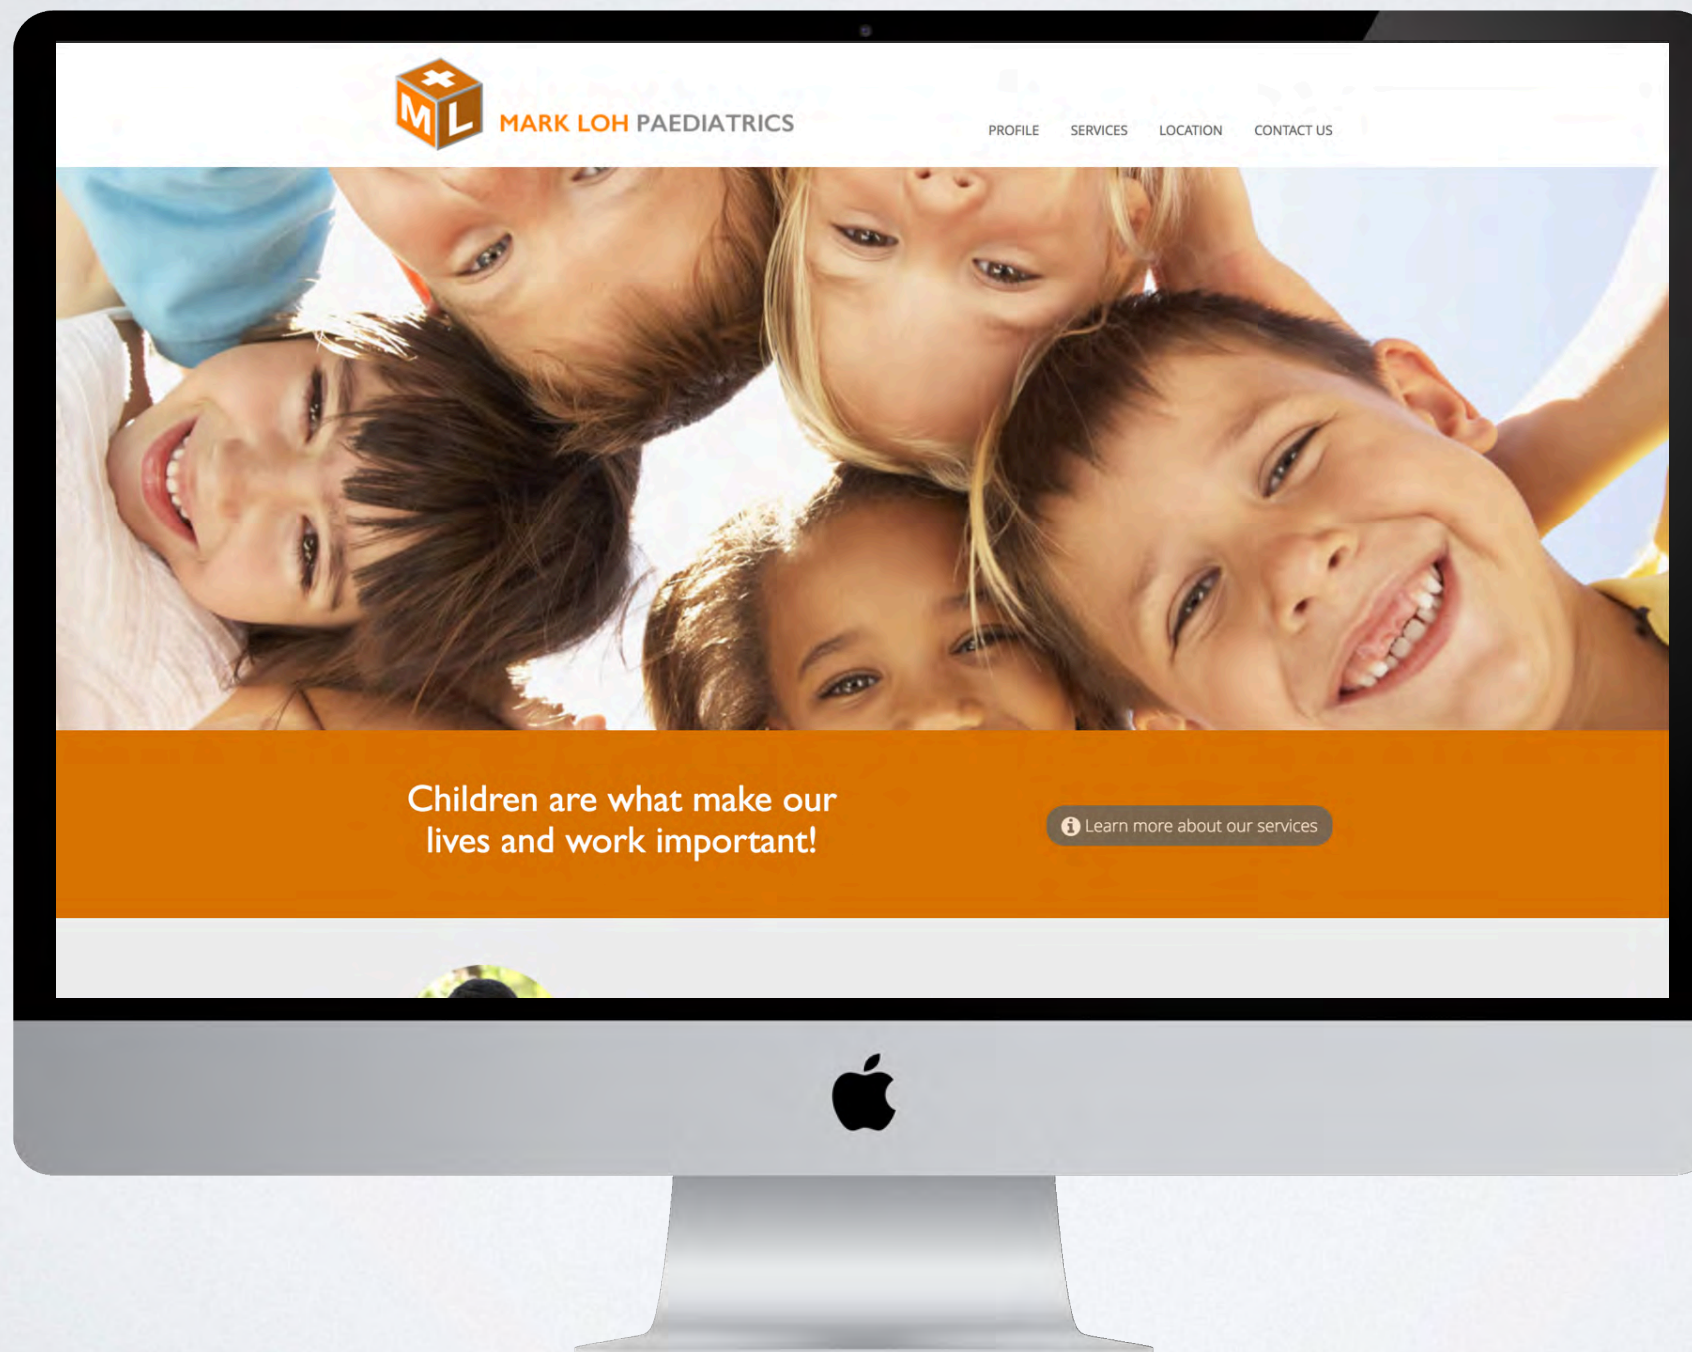 ML
MARK LOH PAEDIATRICS
PROFILE SERVICES LOCATION CONTACT US
Children are what make our
lives and work important!
Learn more about our services